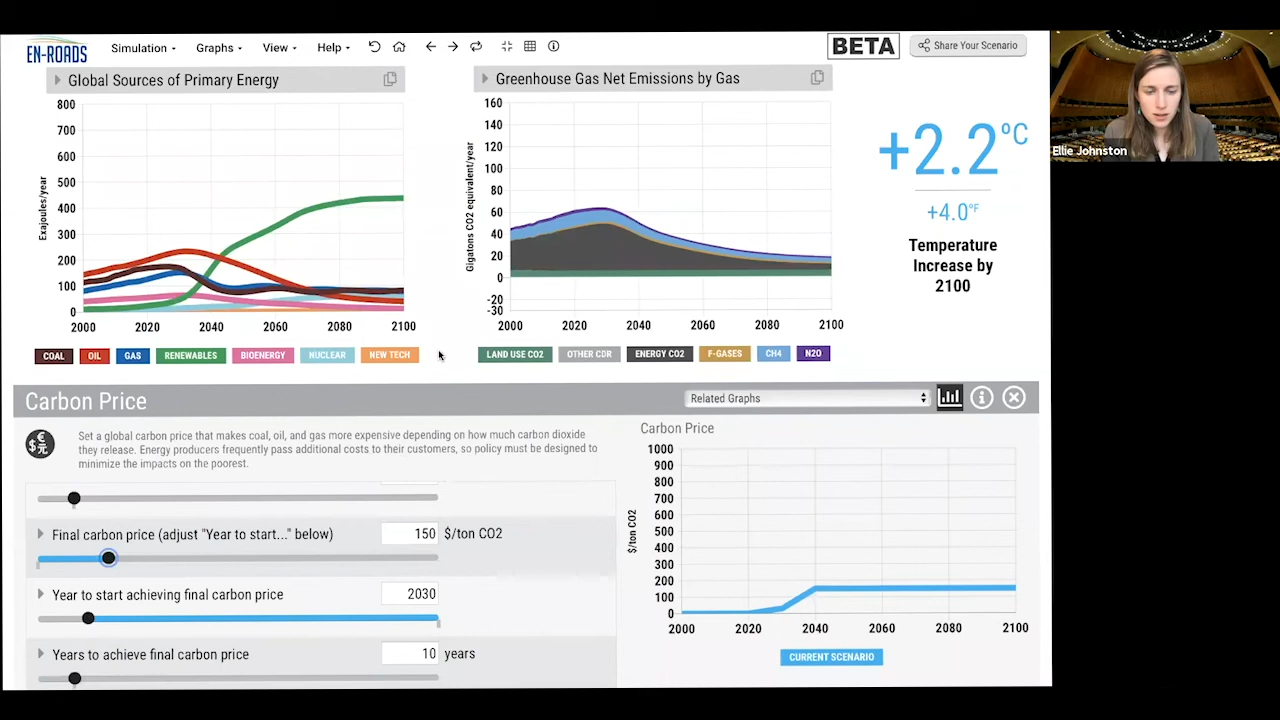 EN-ROADS
Simulation
Graphs
View
Help
BETA
Share Your Scenario
Global Sources of Primary Energy
800
700
600
500
400
300
200
100
0
Exajoules/year
2000 2020 2040 2060 2080 2100
COAL OIL GAS RENEWABLES BIOENERGY NUCLEAR NEW TECH
Greenhouse Gas Net Emissions by Gas
160
140
120
100
80
60
40
20
0
-20
-30
Gigatons CO2 equivalent/year
2000 2020 2040 2060 2080 2100
LAND USE CO2 OTHER CDR ENERGY CO2 F-GASES CH4 N2O
+2.2°C
+4.0°F
Temperature
Increase by
2100
Ellie Johnston
Carbon Price
Related Graphs
Set a global carbon price that makes coal, oil, and gas more expensive depending on how much carbon dioxide
they release. Energy producers frequently pass additional costs to their customers, so policy must be designed to
minimize the impacts on the poorest.
Final carbon price (adjust "Year to start..." below) 150 $/ton CO2
Year to start achieving final carbon price 2030
Years to achieve final carbon price 10 years
Carbon Price
1000
900
800
700
600
500
400
300
200
100
0
$/ton CO2
2000 2020 2040 2060 2080 2100
CURRENT SCENARIO